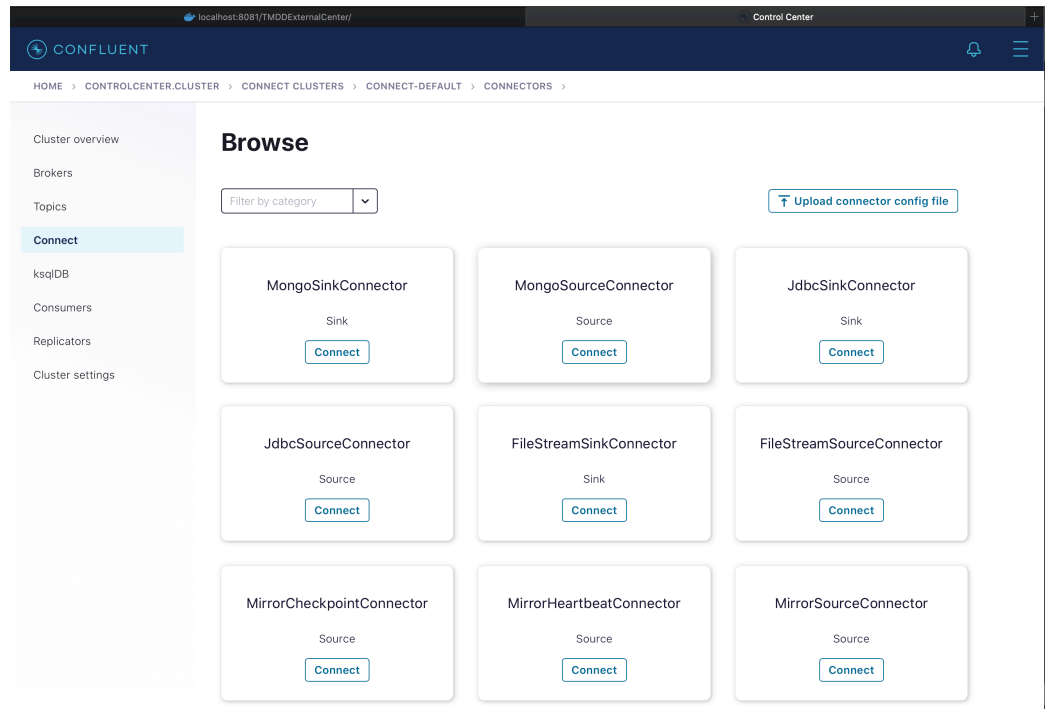 localhost:8081/TMDDExternalCenter/
Control Center
CONFLUENT
HOME > CONTROLCENTER.CLUSTER > CONNECT CLUSTERS > CONNECT-DEFAULT > CONNECTORS >
Cluster overview
Brokers
Topics
Connect
ksqlDB
Consumers
Replicators
Cluster settings
Browse
Filter by category
Upload connector config file
MongoSinkConnector
Sink
Connect
MongoSourceConnector
Source
Connect
JdbcSinkConnector
Sink
Connect
JdbcSourceConnector
Source
Connect
FileStreamSinkConnector
Sink
Connect
FileStreamSourceConnector
Source
Connect
MirrorCheckpointConnector
Source
Connect
MirrorHeartbeatConnector
Source
Connect
MirrorSourceConnector
Source
Connect